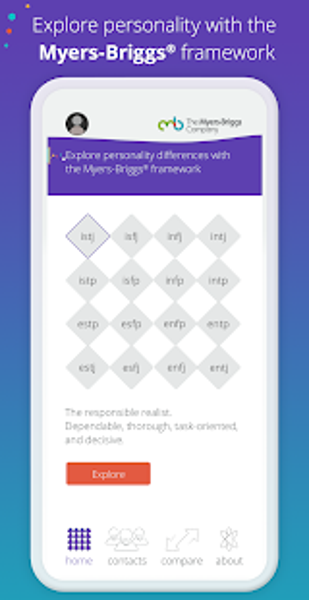 Explore personality with the
Myers-Briggs® framework
The Myers-Briggs
Company
Explore personality differences with
the Myers-Briggs® framework
istj isfj infj intj
istp isfp infp intp
estp esfp enfp entp
estj esfj enfj entj
The responsible realist.
Dependable, thorough, task-oriented,
and decisive.
Explore
home contacts compare about